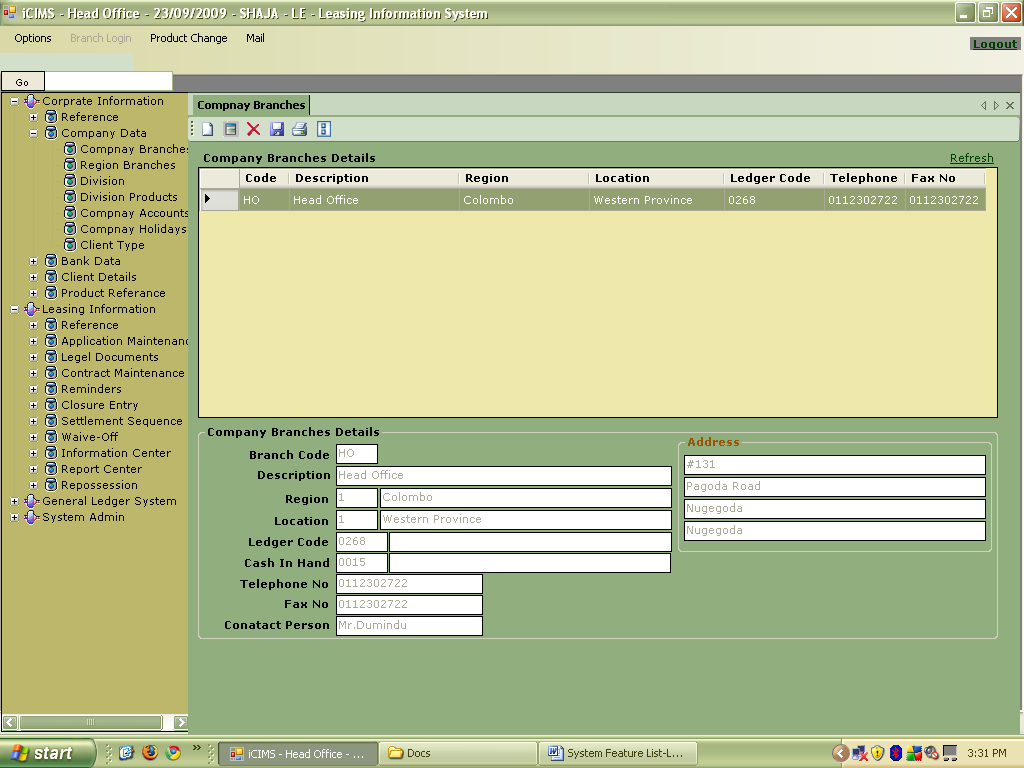 iCIMS - Head Office - 23/09/2009 - SHAJA - LE - Leasing Information System
Options Branch Login Product Change Mail
Logout
Go
Corprate Information
Reference
Company Data
Compnay Branches
Region Branches
Division
Division Products
Compnay Accounts
Compnay Holidays
Client Type
Bank Data
Client Details
Product Referance
Leasing Information
Reference
Application Maintenanc
Legel Documents
Contract Maintenance
Reminders
Closure Entry
Settlement Sequence
Waive-Off
Information Center
Report Center
Repossession
General Ledger System
System Admin
Compnay Branches
Company Branches Details
Refresh
Code Description Region Location Ledger Code Telephone Fax No
HO Head Office Colombo Western Province 0268 0112302722 0112302722
Company Branches Details
Branch Code HO
Description Head Office
Region 1 Colombo
Location 1 Western Province
Ledger Code 0268
Cash In Hand 0015
Telephone No 0112302722
Fax No 0112302722
Conatact Person Mr.Dumindu
Address
#131
Pagoda Road
Nugegoda
Nugegoda
start
iCIMS - Head Office - ...
Docs
System Feature List-L...
3:31 PM